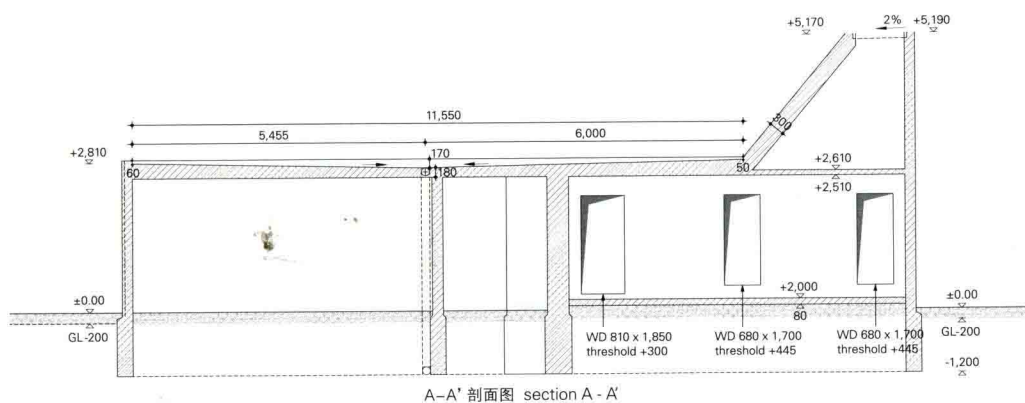 +5,170
2%
+5,190
11,550
5,455
6,000
300
+2,810
170
60
180
50
+2,610
+2,510
±0.00
GL-200
+2,000
80
±0.00
GL-200
WD 810 x 1,850
threshold +300
WD 680 x 1,700
threshold +445
WD 680 x 1,700
threshold +445
-1,200
A-A' 剖面图 section A - A'